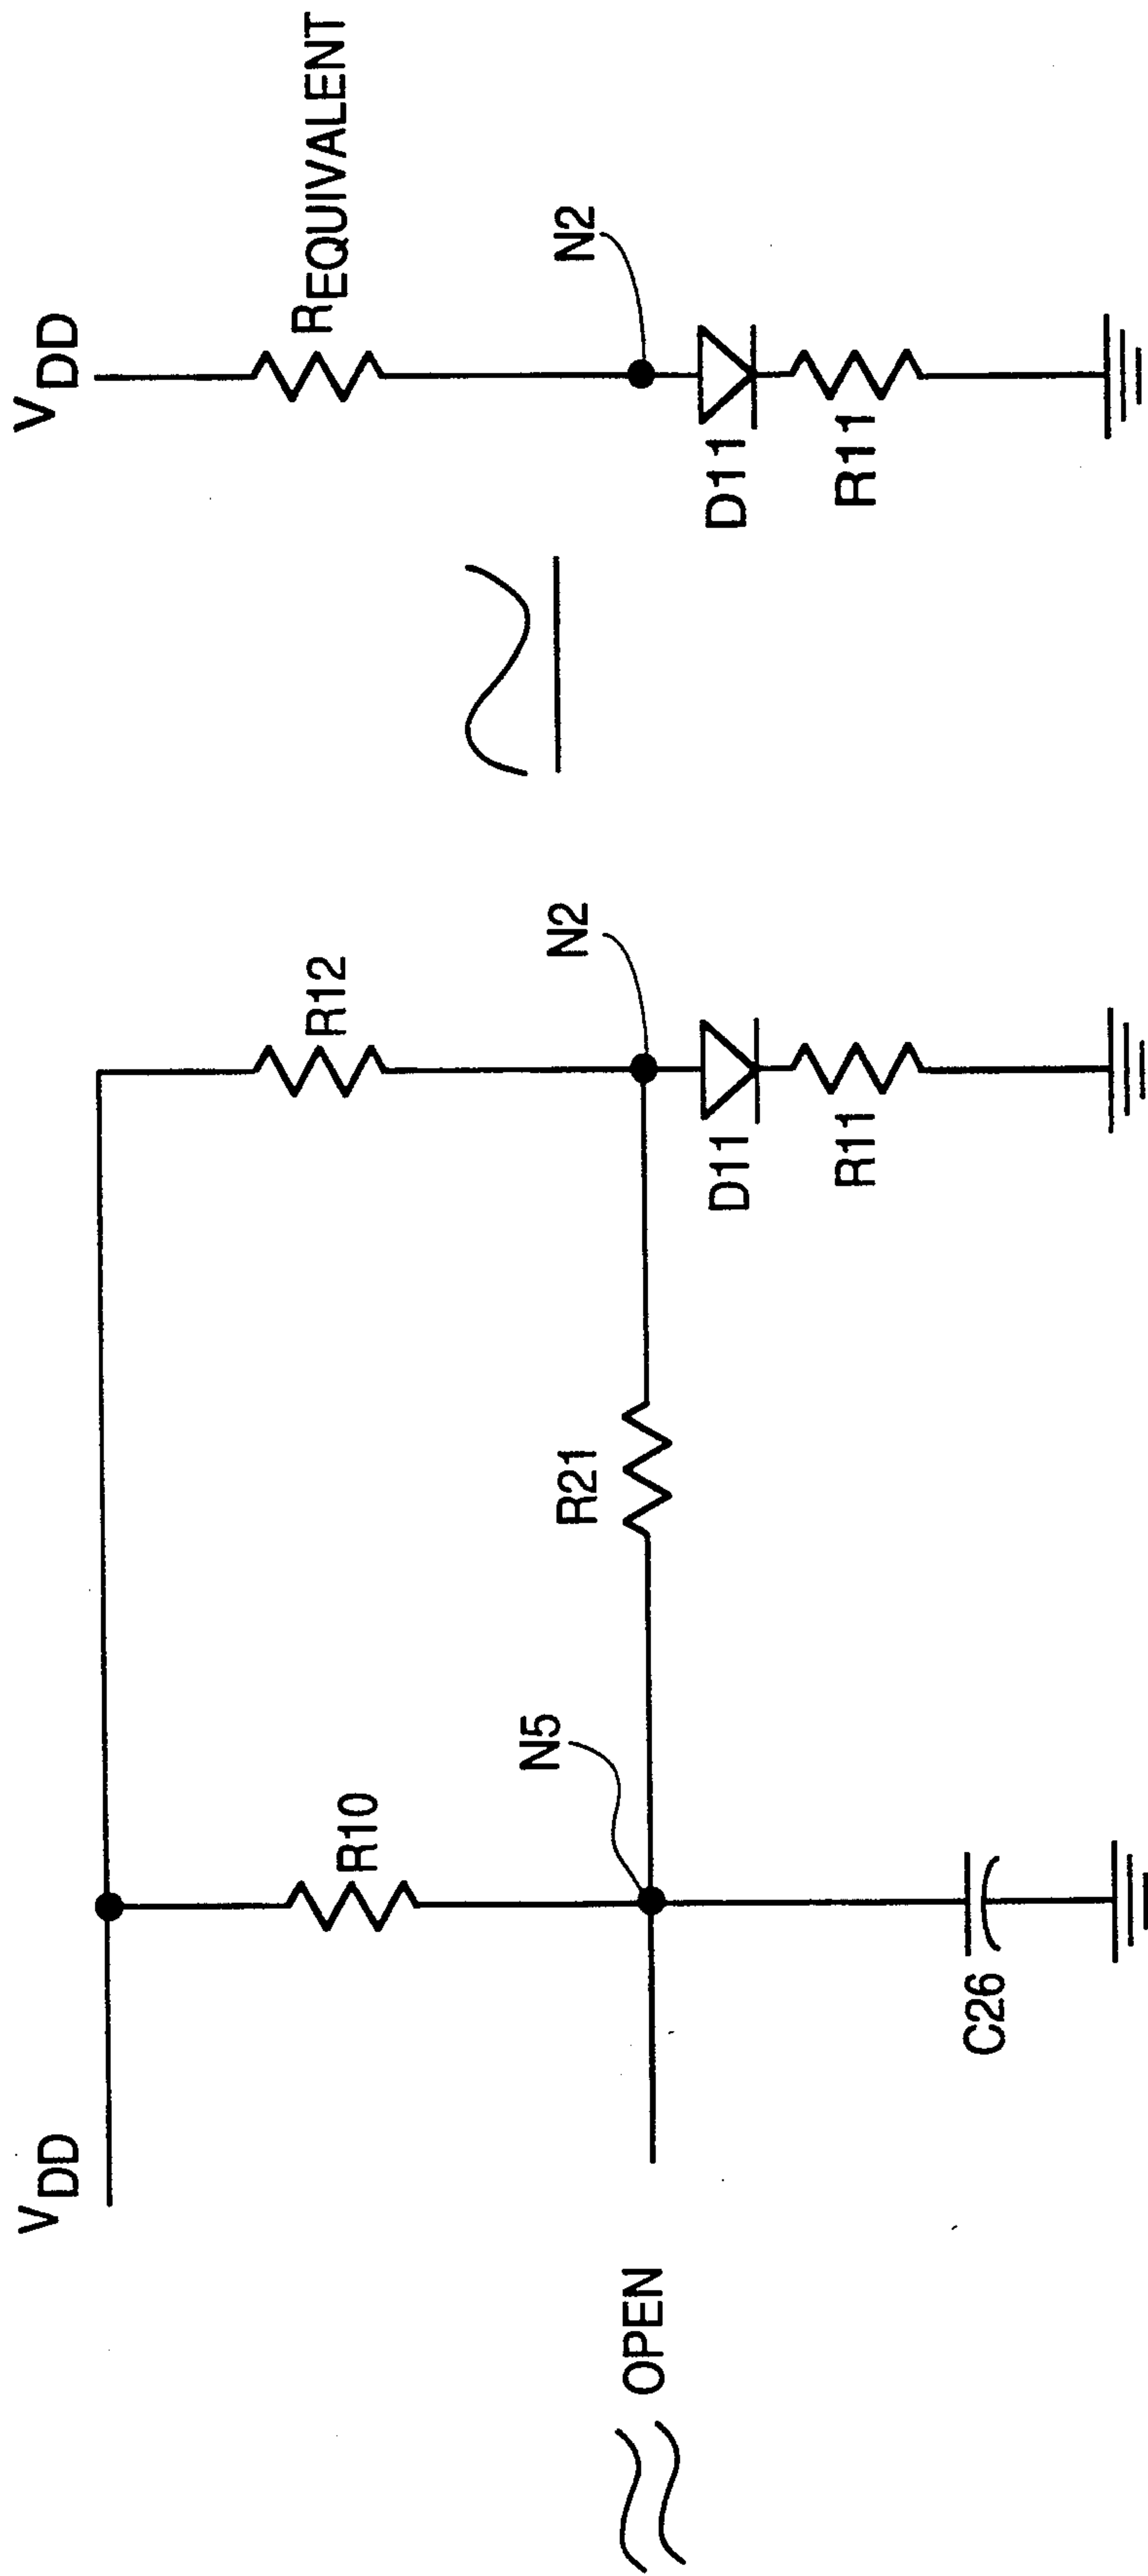 VDD
R10
R12
N5
R21
N2
D11
R11
C26
OPEN
VDD
REQUIVALENT
N2
D11
R11